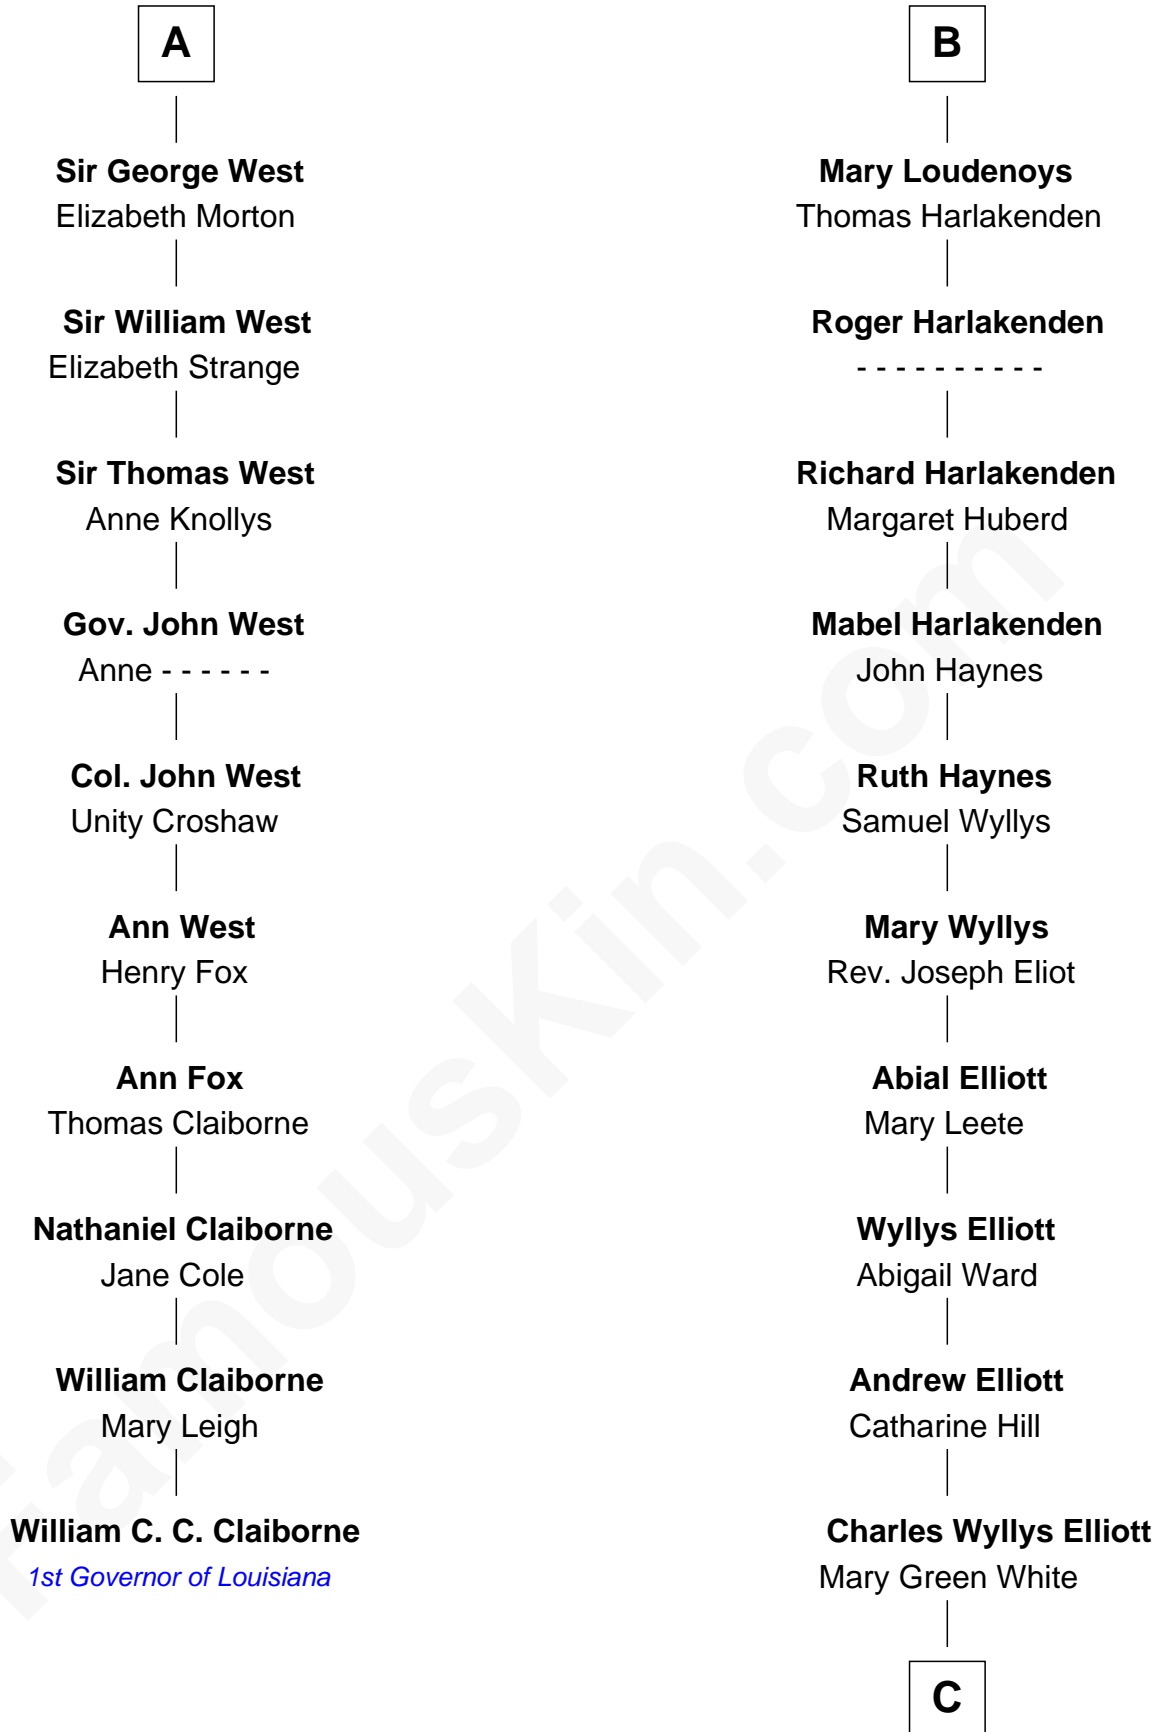 A
Sir George West
Elizabeth Morton
Sir William West
Elizabeth Strange
Sir Thomas West
Anne Knollys
Gov. John West
Anne - - - - - -
Col. John West
Unity Croshaw
Ann West
Henry Fox
Ann Fox
Thomas Claiborne
Nathaniel Claiborne
Jane Cole
William Claiborne
Mary Leigh
William C. C. Claiborne
1st Governor of Louisiana
B
Mary Loudenoys
Thomas Harlakenden
Roger Harlakenden
- - - - - - - - - -
Richard Harlakenden
Margaret Huberd
Mabel Harlakenden
John Haynes
Ruth Haynes
Samuel Wyllys
Mary Wyllys
Rev. Joseph Eliot
Abial Elliott
Mary Leete
Wyllys Elliott
Abigail Ward
Andrew Elliott
Catharine Hill
Charles Wyllys Elliott
Mary Green White
C
FamousKin.com